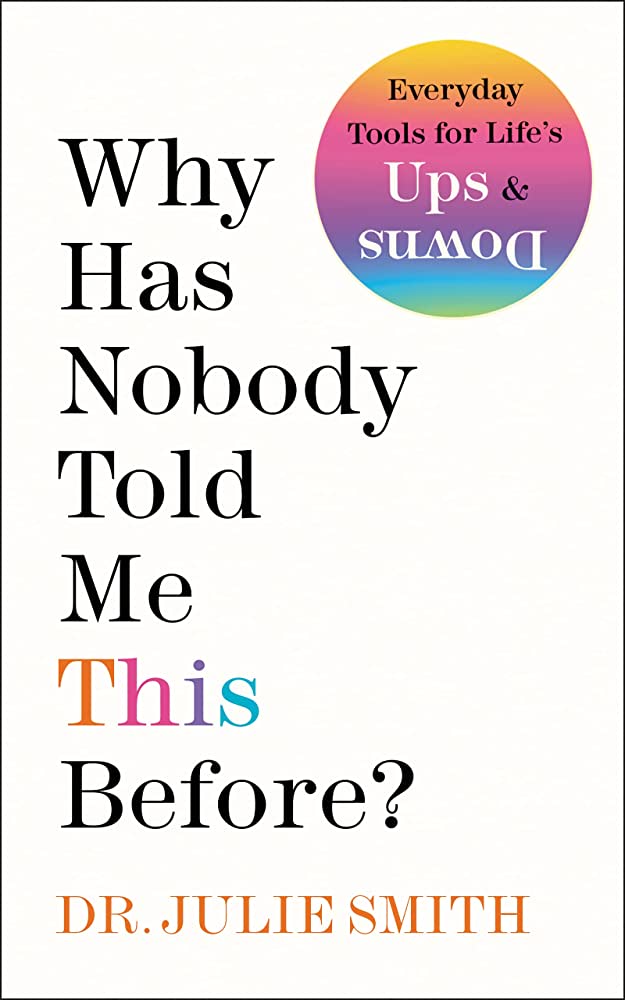 Everyday
Tools for Life's
Ups &
Downs
Why
Has
Nobody
Told
Me
This
Before?
DR. JULIE SMITH